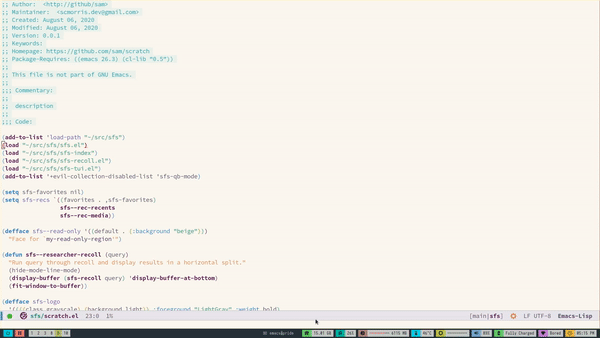 ;; Author:  <http://github/sam>
;; Maintainer:  <scmorris.dev@gmail.com>
;; Created: August 06, 2020
;; Modified: August 06, 2020
;; Version: 0.0.1
;; Keywords:
;; Homepage: https://github.com/sam/scratch
;; Package-Requires: ((emacs 26.3) (cl-lib "0.5"))
;;
;; This file is not part of GNU Emacs.
;;
;;; Commentary:
;;
;;  description
;;
;;; Code:
(add-to-list 'load-path "~/src/sfs")
(load "~/src/sfs/sfs.el")
(load "~/src/sfs/sfs-index")
(load "~/src/sfs/sfs-recoll.el")
(load "~/src/sfs/sfs-tui.el")
(add-to-list '+evil-collection-disabled-list 'sfs-qb-mode)
(setq sfs-favorites nil)
(setq sfs-recs `((favorites . ,sfs-favorites)
sfs--rec-recents
sfs--rec-media))
(defface sfs--read-only '((default . (:background "beige")))
"Face for `my-read-only-region'")
(defun sfs--researcher-recoll (query)
"Run query through recoll and display results in a horizontal split."
(hide-mode-line-mode)
(display-buffer (sfs-recoll query) 'display-buffer-at-bottom)
(fit-window-to-buffer))
(defface sfs-logo
'((((class grayscale) (background light)) :foreground "LightGray" :weight bold)
sfs/scratch.el  23:0  1% [main|sfs] LF UTF-8 Emacs-Lisp
1 2 3 4 emacs@pride Fully Charged Bored